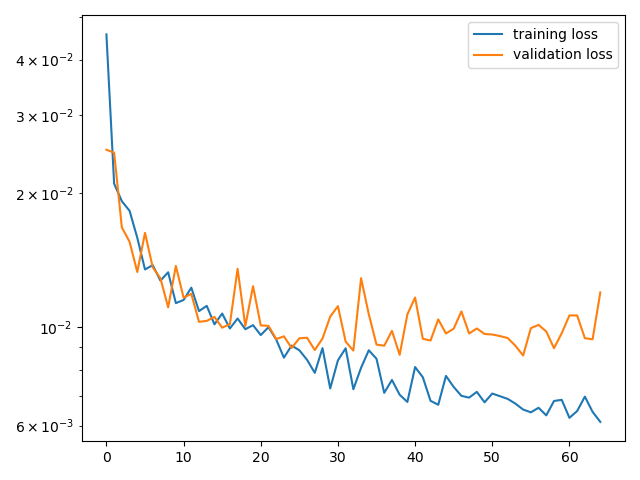 training loss
validation loss
4 × 10⁻²
3 × 10⁻²
2 × 10⁻²
10⁻²
6 × 10⁻³
0 10 20 30 40 50 60